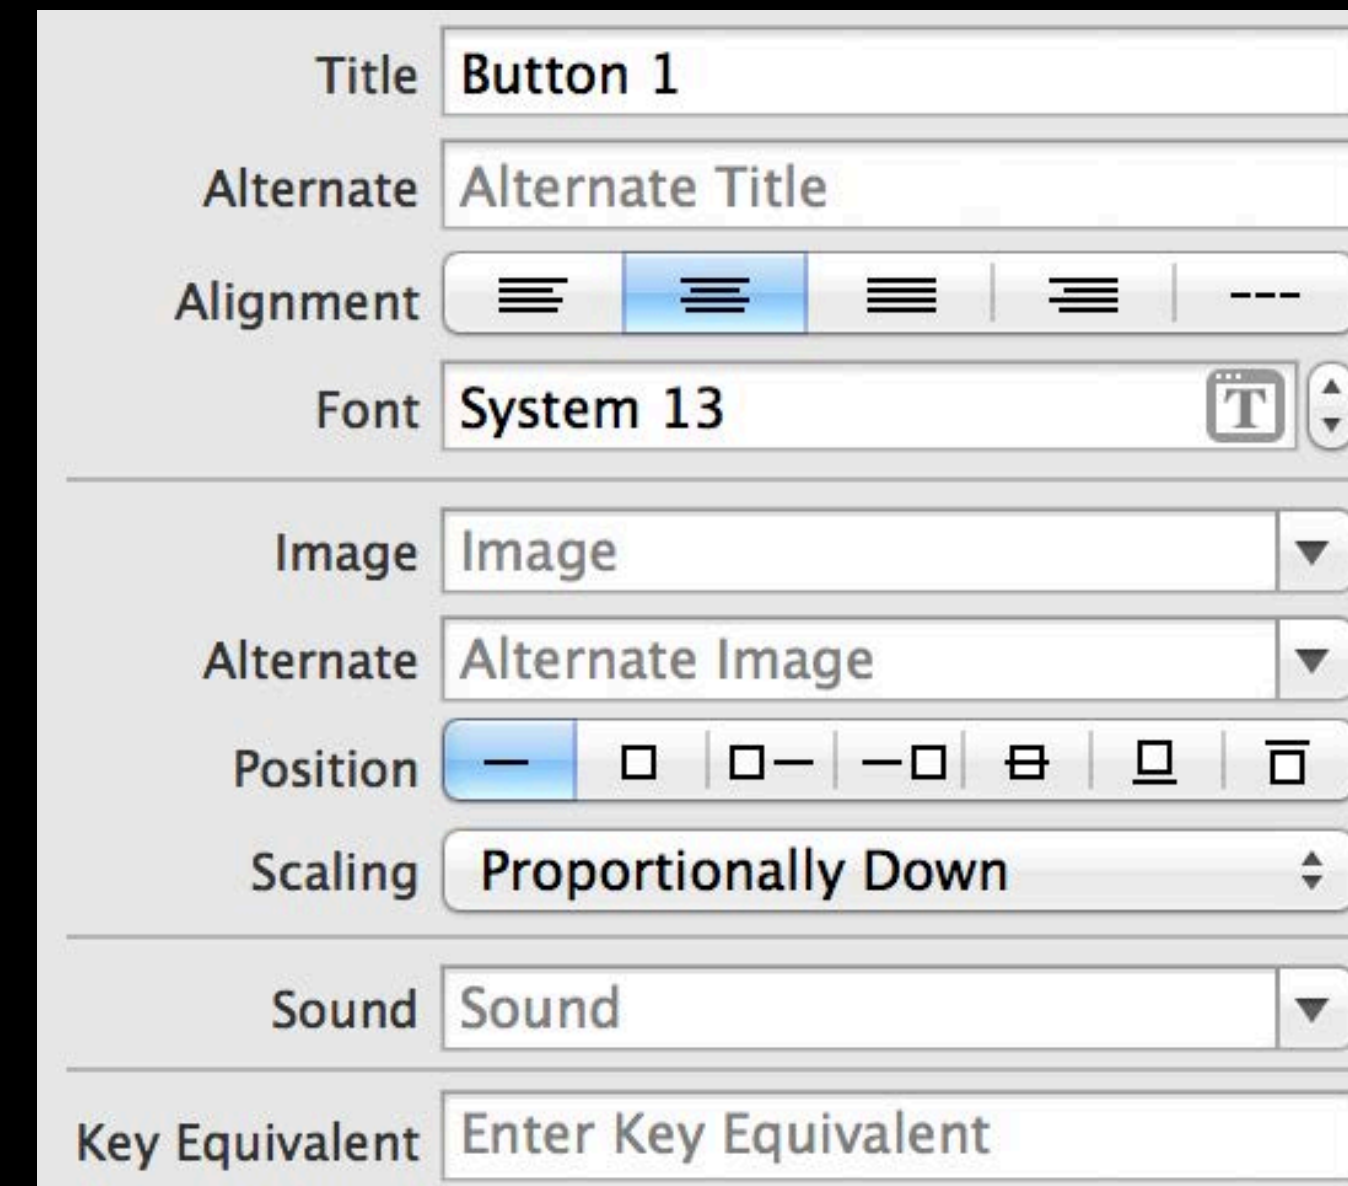 Title Button 1
Alternate Alternate Title
Alignment
Font System 13 T
Image Image
Alternate Alternate Image
Position
Scaling Proportionally Down
Sound Sound
Key Equivalent Enter Key Equivalent